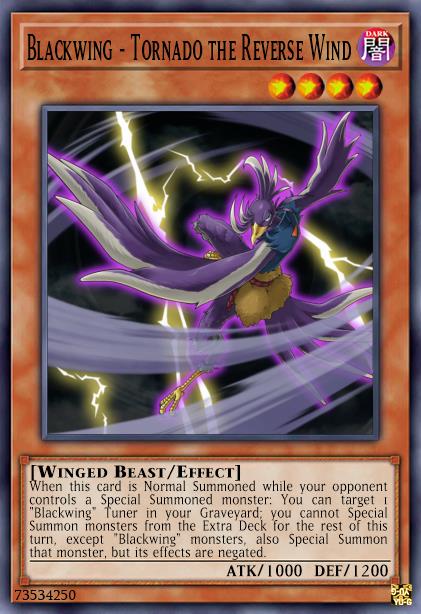 Blackwing - Tornado the Reverse Wind
DARK
闇
[Winged Beast/Effect]
When this card is Normal Summoned while your opponent
controls a Special Summoned monster: You can target 1
"Blackwing" Tuner in your Graveyard; you cannot Special
Summon monsters from the Extra Deck for the rest of this
turn, except "Blackwing" monsters, also Special Summon
that monster, but its effects are negated.
ATK/1000 DEF/1200
73534250